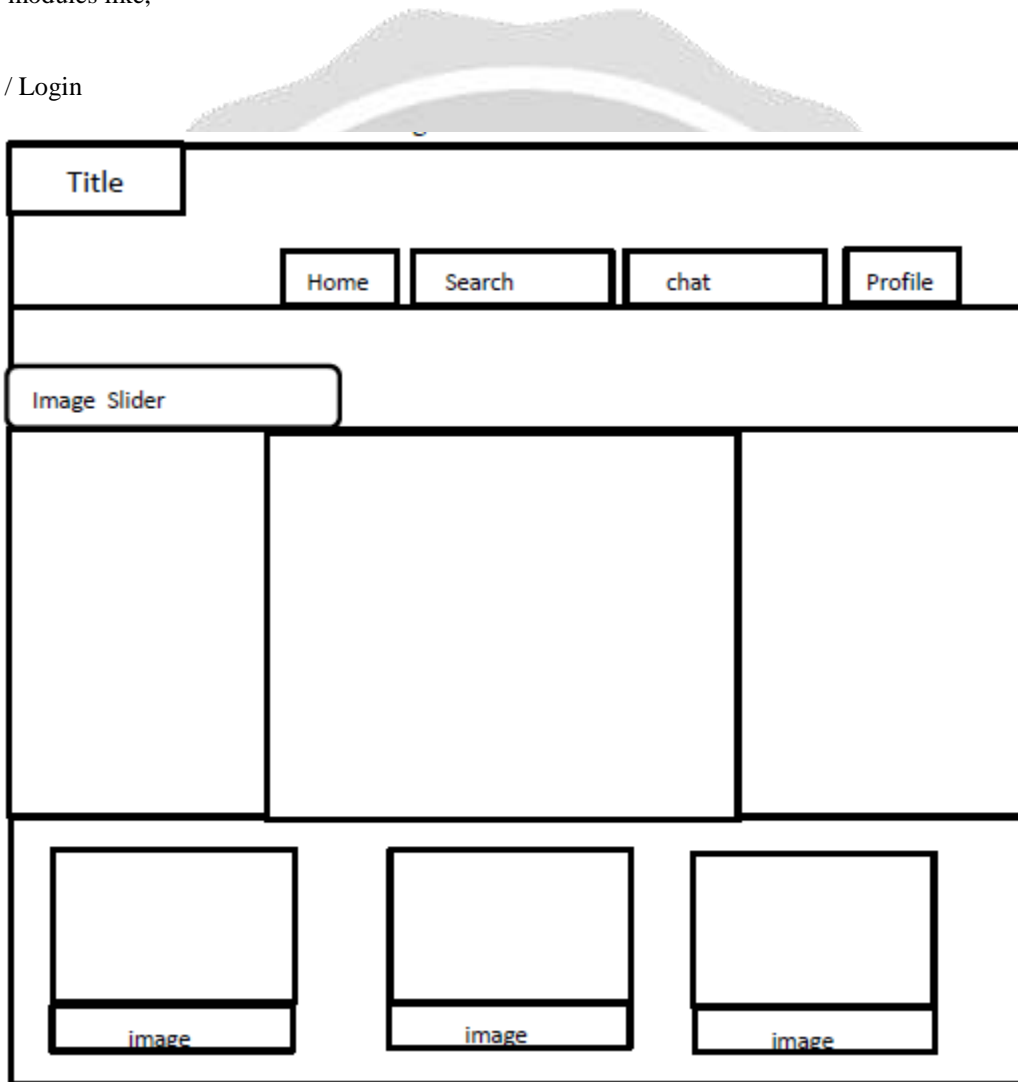 modules like,
/ Login
Title
Home Search chat Profile
Image Slider
image image image